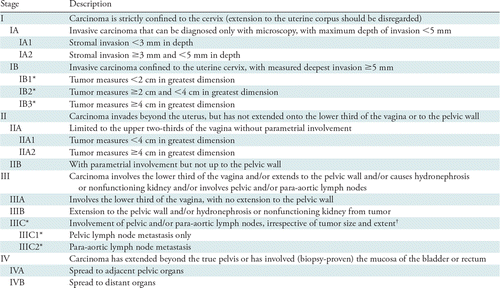 Stage Description
I Carcinoma is strictly confined to the cervix (extension to the uterine corpus should be disregarded)
IA Invasive carcinoma that can be diagnosed only with microscopy, with maximum depth of invasion <5 mm
IA1 Stromal invasion <3 mm in depth
IA2 Stromal invasion ≥3 mm and <5 mm in depth
IB Invasive carcinoma confined to the uterine cervix, with measured deepest invasion ≥5 mm
IB1* Tumor measures <2 cm in greatest dimension
IB2* Tumor measures ≥2 cm and <4 cm in greatest dimension
IB3* Tumor measures ≥4 cm in greatest dimension
II Carcinoma invades beyond the uterus, but has not extended onto the lower third of the vagina or to the pelvic wall
IIA Limited to the upper two-thirds of the vagina without parametrial involvement
IIA1 Tumor measures <4 cm in greatest dimension
IIA2 Tumor measures ≥4 cm in greatest dimension
IIB With parametrial involvement but not up to the pelvic wall
III Carcinoma involves the lower third of the vagina and/or extends to the pelvic wall and/or causes hydronephrosis
or nonfunctioning kidney and/or involves pelvic and/or para-aortic lymph nodes
IIIA Involves the lower third of the vagina, with no extension to the pelvic wall
IIIB Extension to the pelvic wall and/or hydronephrosis or nonfunctioning kidney from tumor
IIIC* Involvement of pelvic and/or para-aortic lymph nodes, irrespective of tumor size and extent†
IIIC1* Pelvic lymph node metastasis only
IIIC2* Para-aortic lymph node metastasis
IV Carcinoma has extended beyond the true pelvis or has involved (biopsy-proven) the mucosa of the bladder or rectum
IVA Spread to adjacent pelvic organs
IVB Spread to distant organs